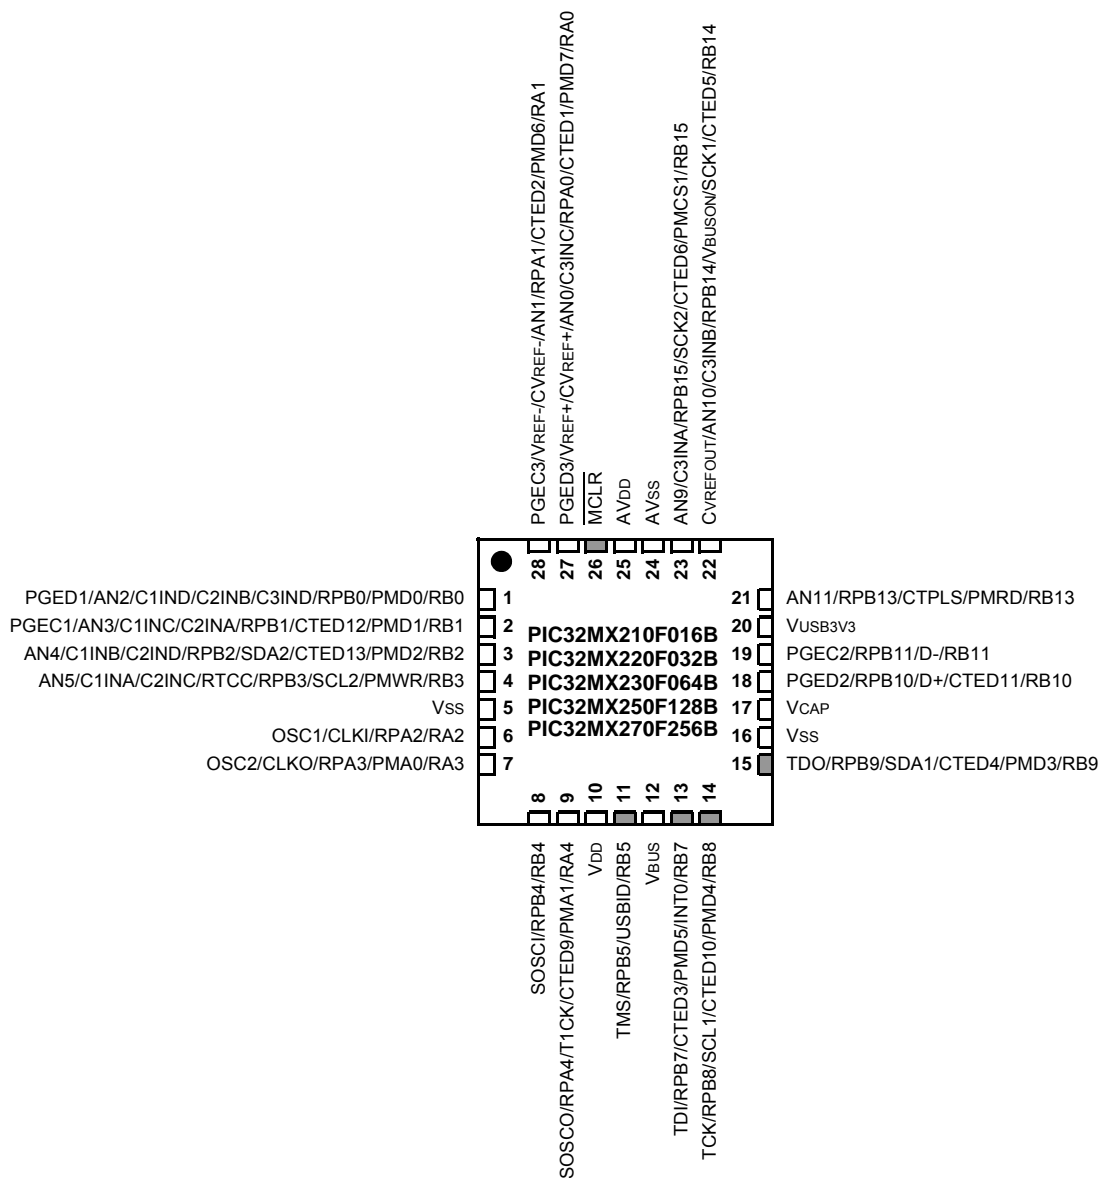 PGEC3/VREF-/CVREF-/AN1/RPA1/CTED2/PMD6/RA1
PGED3/VREF+/CVREF+/AN0/C3INC/RPA0/CTED1/PMD7/RA0
MCLR
AVDD
AVSS
AN9/C3INA/RPB15/SCK2/CTED6/PMCS1/RB15
CVREFOUT/AN10/C3INB/RPB14/VBUSON/SCK1/CTED5/RB14
28
27
26
25
24
23
22
PGED1/AN2/C1IND/C2INB/C3IND/RPB0/PMD0/RB0
1
PGEC1/AN3/C1INC/C2INA/RPB1/CTED12/PMD1/RB1
2
AN4/C1INB/C2IND/RPB2/SDA2/CTED13/PMD2/RB2
3
AN5/C1INA/C2INC/RTCC/RPB3/SCL2/PMWR/RB3
4
VSS
5
OSC1/CLKI/RPA2/RA2
6
OSC2/CLKO/RPA3/PMA0/RA3
7
PIC32MX210F016B
PIC32MX220F032B
PIC32MX230F064B
PIC32MX250F128B
PIC32MX270F256B
21
AN11/RPB13/CTPLS/PMRD/RB13
20
VUSB3V3
19
PGEC2/RPB11/D-/RB11
18
PGED2/RPB10/D+/CTED11/RB10
17
VCAP
16
VSS
15
TDO/RPB9/SDA1/CTED4/PMD3/RB9
8
9
10
11
12
13
14
SOSCI/RPB4/RB4
SOSCO/RPA4/T1CK/CTED9/PMA1/RA4
VDD
TMS/RPB5/USBID/RB5
VBUS
TDI/RPB7/CTED3/PMD5/INT0/RB7
TCK/RPB8/SCL1/CTED10/PMD4/RB8